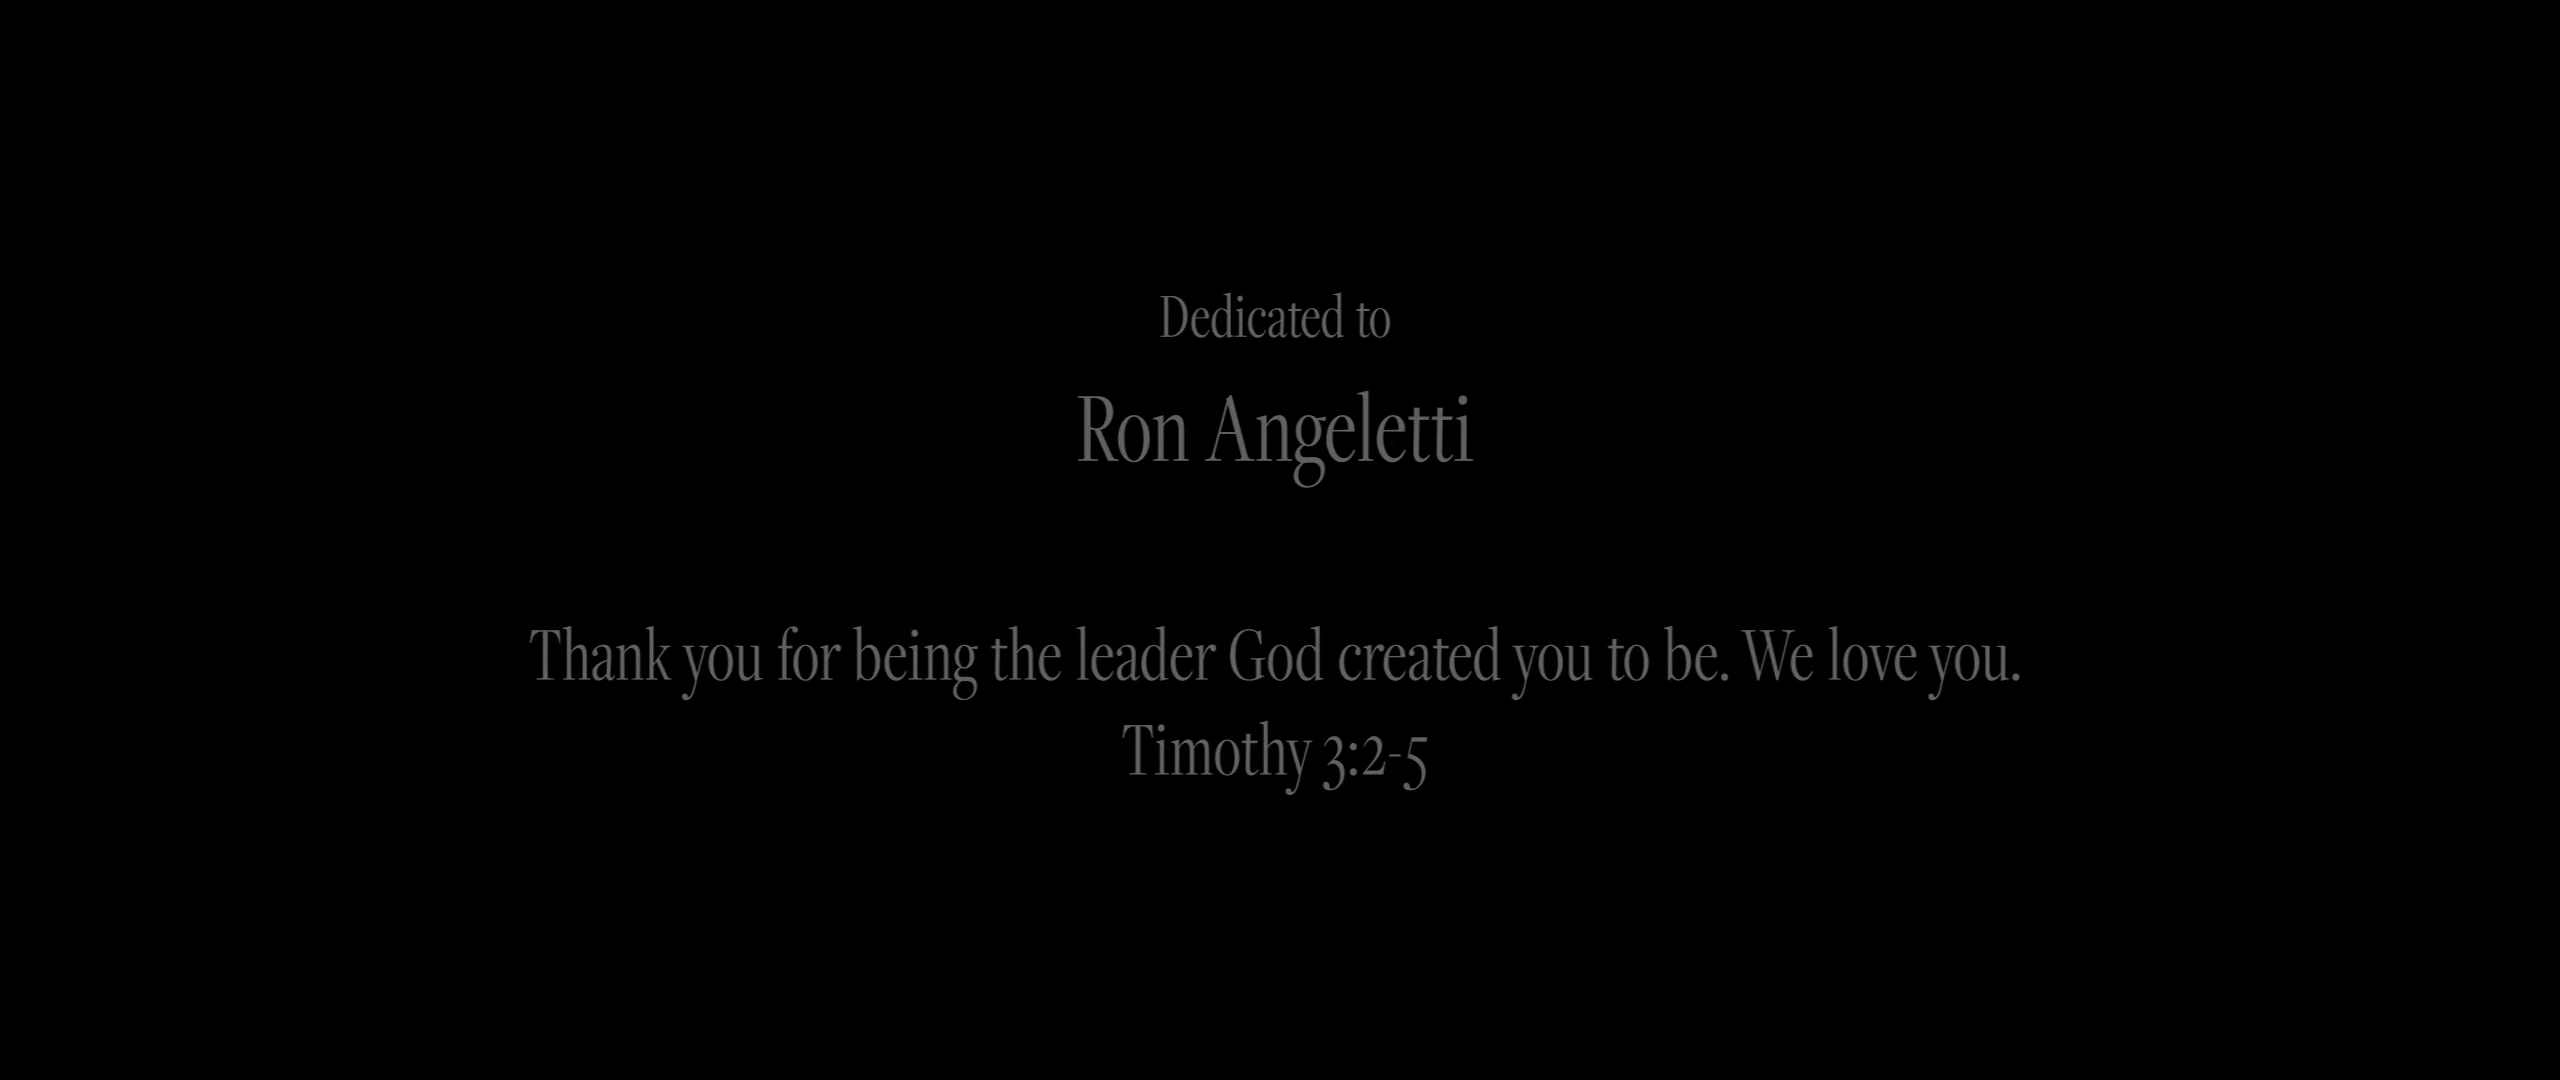 Dedicated to
Ron Angeletti
Thank you for being the leader God created you to be. We love you.
Timothy 3:2-5